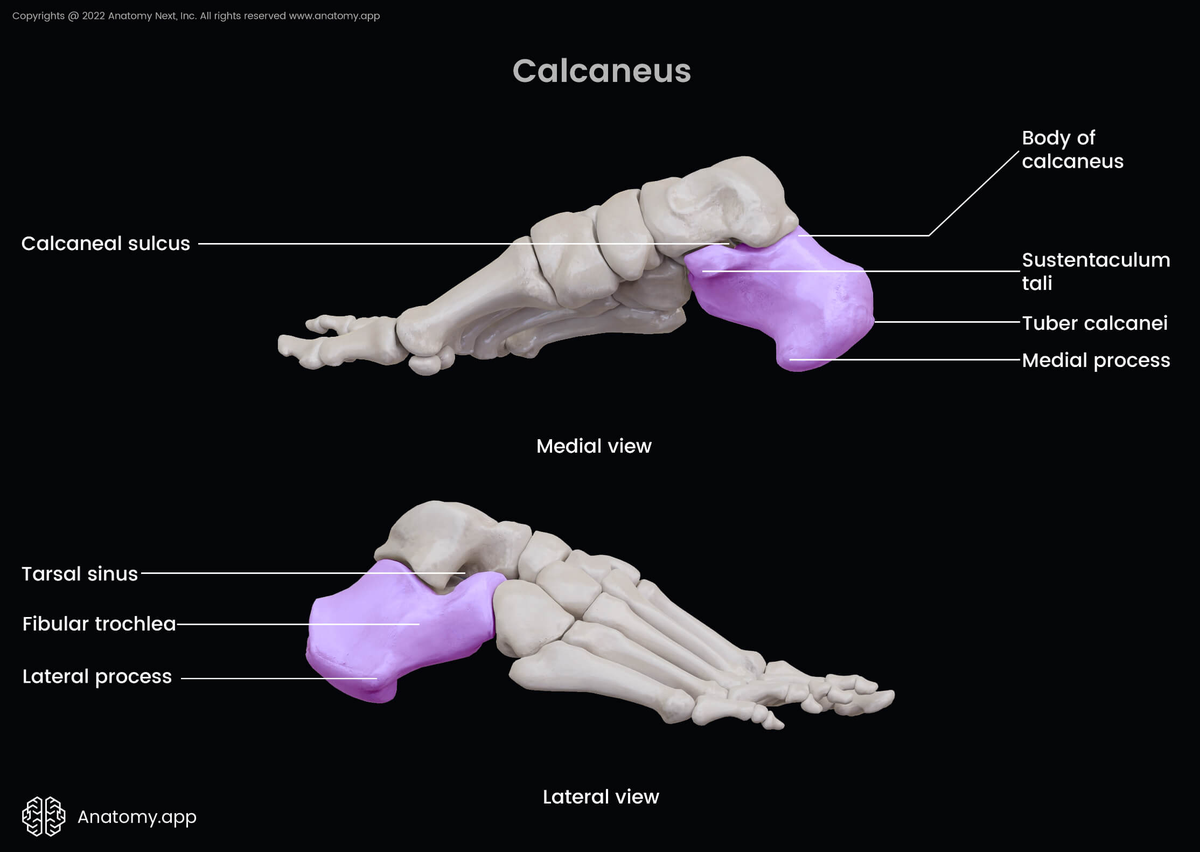 Copyrights @ 2022 Anatomy Next, Inc. All rights reserved www.anatomy.app
Calcaneus
Body of
calcaneus
Calcaneal sulcus
Sustentaculum
tali
Tuber calcanei
Medial process
Medial view
Tarsal sinus
Fibular trochlea
Lateral process
Lateral view
Anatomy.app